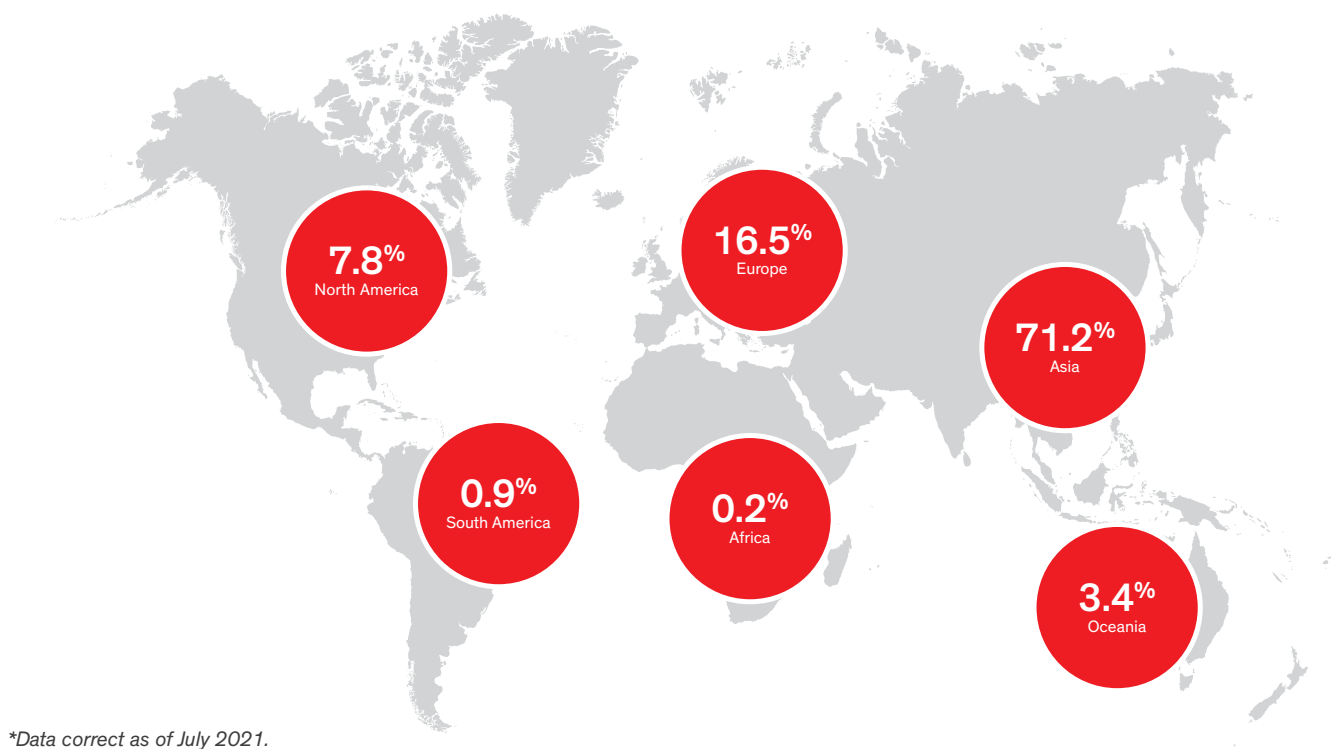 7.8%
North America
16.5%
Europe
71.2%
Asia
0.9%
South America
0.2%
Africa
3.4%
Oceania
*Data correct as of July 2021.